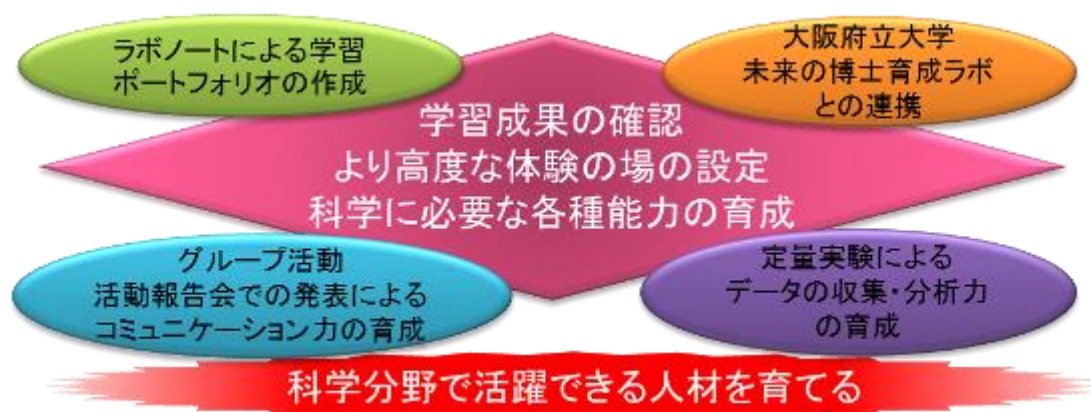 ラボノートによる学習
ポートフォリオの作成
大阪府立大学
未来の博士育成ラボ
との連携
学習成果の確認
より高度な体験の場の設定
科学に必要な各種能力の育成
グループ活動
活動報告会での発表による
コミュニケーション力の育成
定量実験による
データの収集・分析力
の育成
科学分野で活躍できる人材を育てる